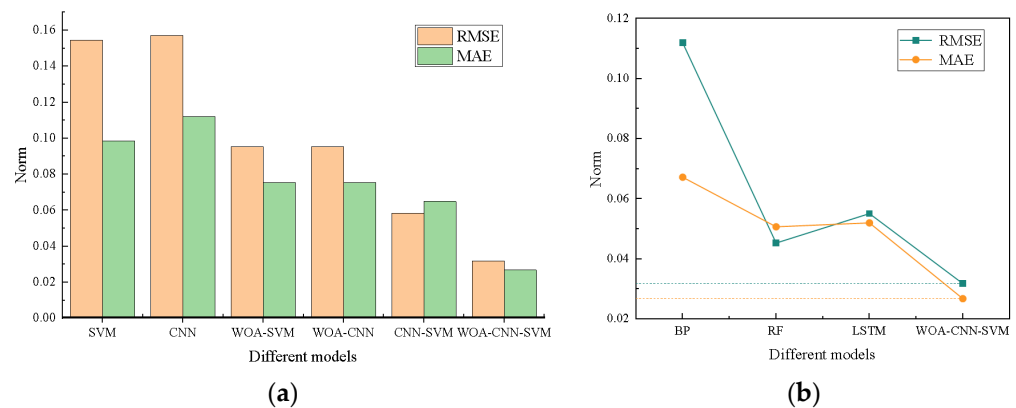 0.16
0.14
0.12
0.10
0.08
0.06
0.04
0.02
0.00
Norm
RMSE
MAE
SVM CNN WOA-SVM WOA-CNN CNN-SVM WOA-CNN-SVM
Different models
(a)
0.12
0.10
0.08
0.06
0.04
0.02
Norm
RMSE
MAE
BP RF LSTM WOA-CNN-SVM
Different models
(b)